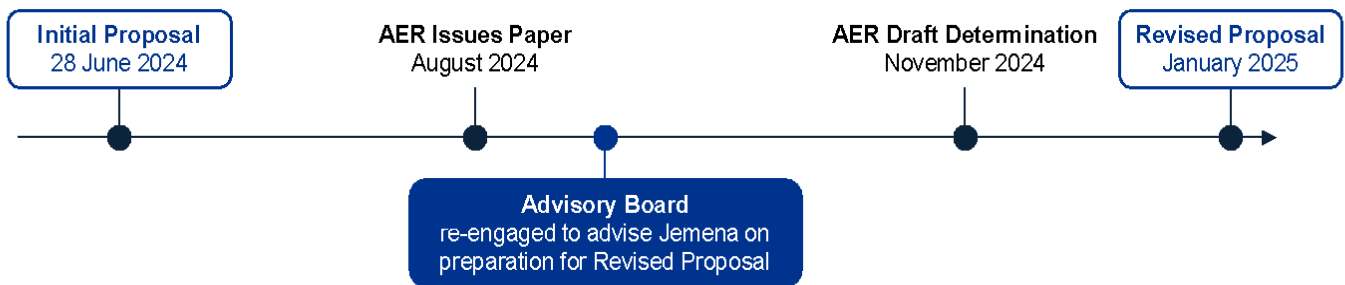 Initial Proposal
28 June 2024
AER Issues Paper
August 2024
AER Draft Determination
November 2024
Revised Proposal
January 2025
Advisory Board
re-engaged to advise Jemena on
preparation for Revised Proposal